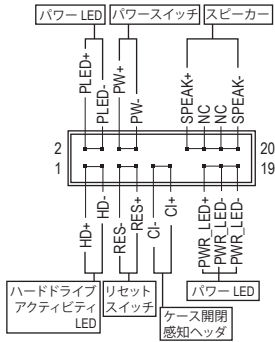 パワー LED
パワースイッチ
スピーカー
PLED+
PLED-
PW+
PW-
SPEAK+
NC
NC
SPEAK-
2
20
1
19
HD+
HD-
RES-
RES+
CI-
CI+
PWR_LED+
PWR_LED-
PWR_LED-
ハードドライブ
アクティビティ
LED
リセット
スイッチ
ケース開閉
感知ヘッダ
パワー LED